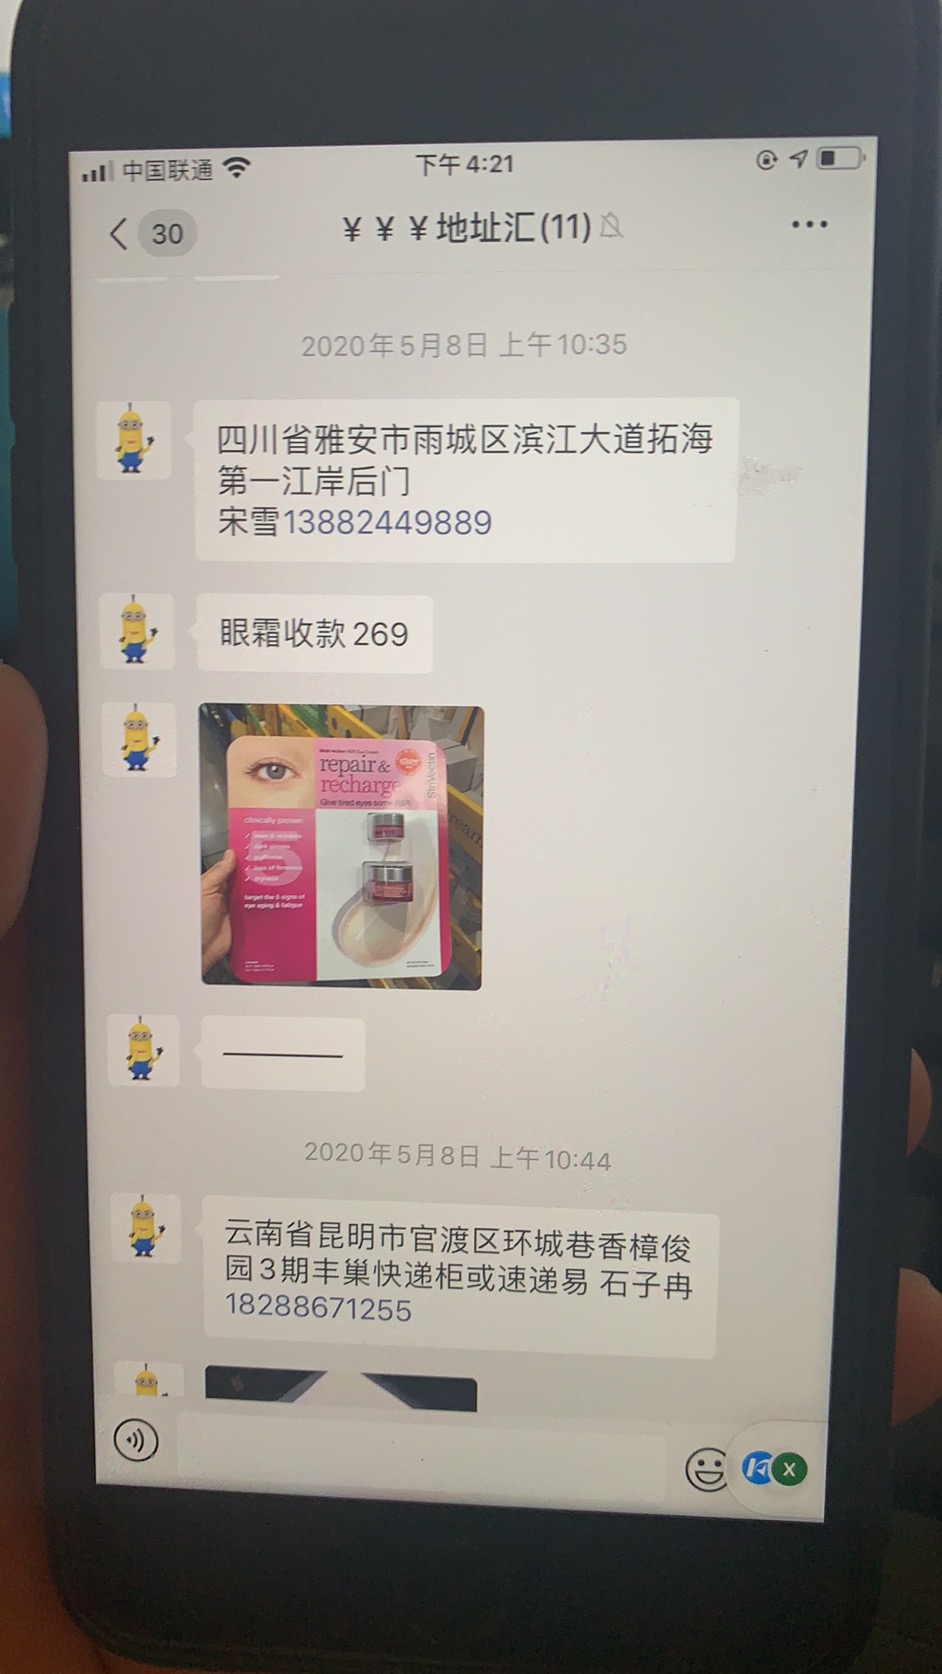 中国联通
下午4:21
30
￥￥￥地址汇(11)
2020年5月8日 上午10:35
四川省雅安市雨城区滨江大道拓海
第一江岸后门
宋雪13882449889
眼霜收款269
repair &
recharge
Give tired eyes some R&R
StriVectin
clinically proven
target the 5 signs of
eye aging & fatigue
2020年5月8日 上午10:44
云南省昆明市官渡区环城巷香樟俊
园3期丰巢快递柜或速递易 石子冉
18288671255
X